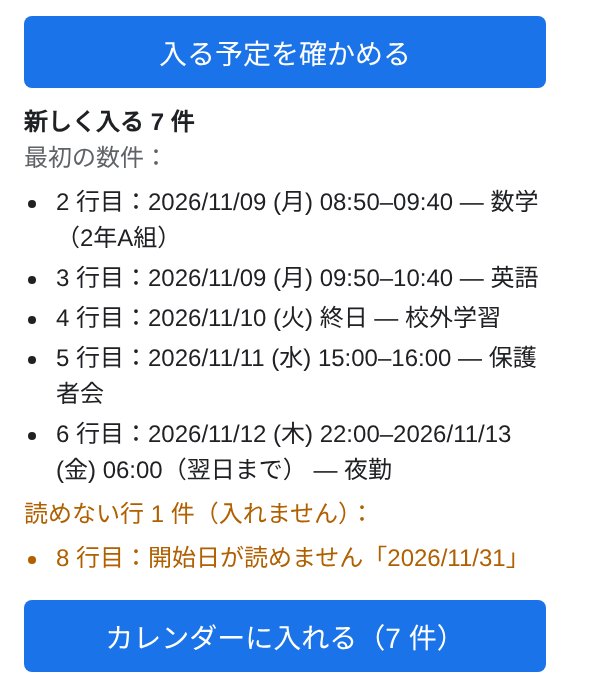 入る予定を確かめる
新しく入る 7 件
最初の数件：
• 2 行目：2026/11/09 (月) 08:50–09:40 — 数学
（2年A組）
• 3 行目：2026/11/09 (月) 09:50–10:40 — 英語
• 4 行目：2026/11/10 (火) 終日 — 校外学習
• 5 行目：2026/11/11 (水) 15:00–16:00 — 保護
者会
• 6 行目：2026/11/12 (木) 22:00–2026/11/13
(金) 06:00（翌日まで） — 夜勤
読めない行 1 件（入れません）：
• 8 行目：開始日が読めません「2026/11/31」
カレンダーに入れる（7 件）